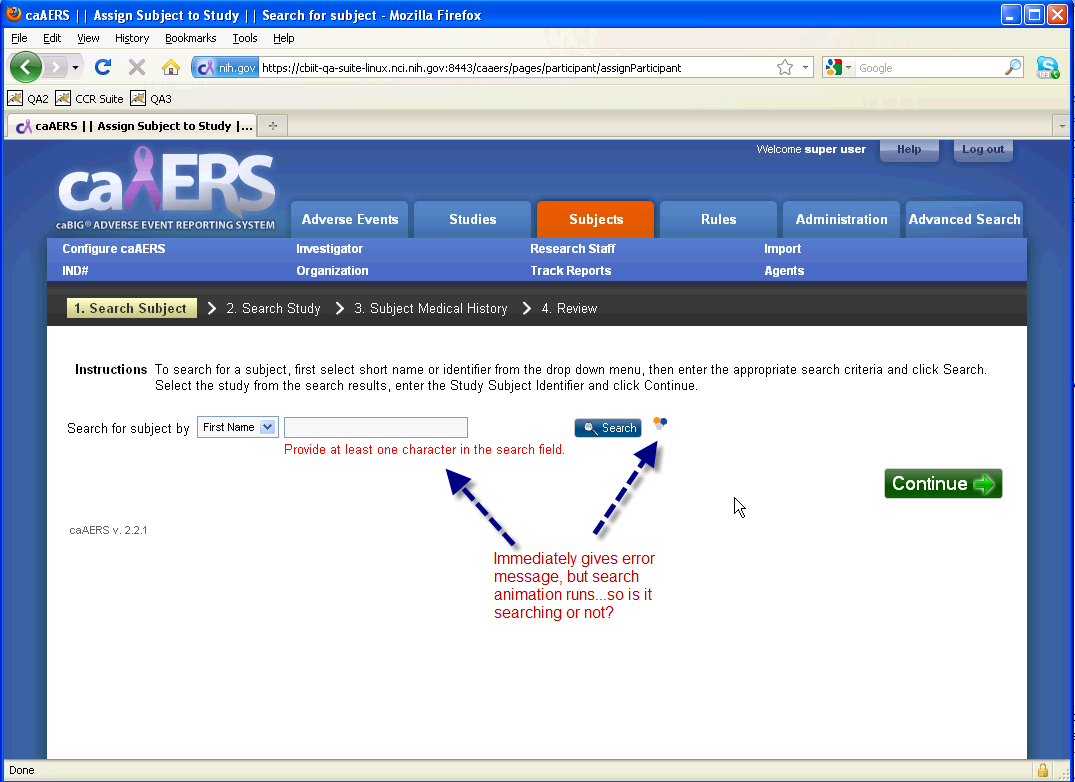 caAERS || Assign Subject to Study || Search for subject - Mozilla Firefox
File Edit View History Bookmarks Tools Help
nih.gov https://cbiit-qa-suite-linux.nci.nih.gov:8443/caaers/pages/participant/assignParticipant Google
QA2 CCR Suite QA3
caAERS || Assign Subject to Study |...
Welcome super user Help Log out
caAERS
caBIG® ADVERSE EVENT REPORTING SYSTEM
Adverse Events Studies Subjects Rules Administration Advanced Search
Configure caAERS Investigator Research Staff Import
IND# Organization Track Reports Agents
1. Search Subject 2. Search Study 3. Subject Medical History 4. Review
Instructions To search for a subject, first select short name or identifier from the drop down menu, then enter the appropriate search criteria and click Search.
Select the study from the search results, enter the Study Subject Identifier and click Continue.
Search for subject by First Name Search
Provide at least one character in the search field.
Continue
caAERS v. 2.2.1
Immediately gives error
message, but search
animation runs...so is it
searching or not?
Done